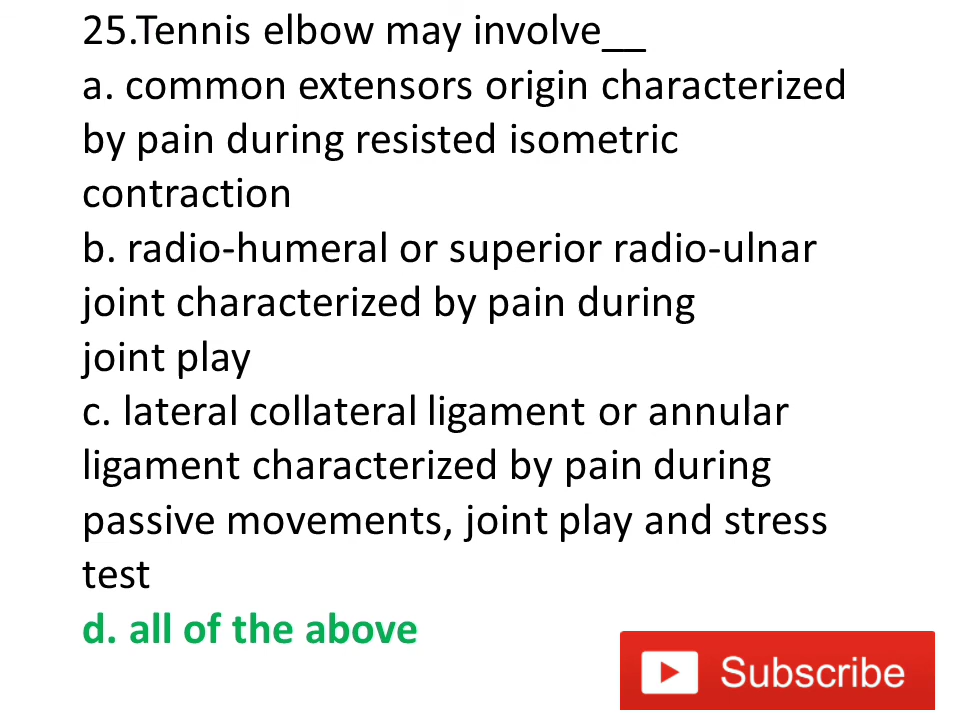 25.Tennis elbow may involve__
a. common extensors origin characterized
by pain during resisted isometric
contraction
b. radio-humeral or superior radio-ulnar
joint characterized by pain during
joint play
c. lateral collateral ligament or annular
ligament characterized by pain during
passive movements, joint play and stress
test
d. all of the above
Subscribe